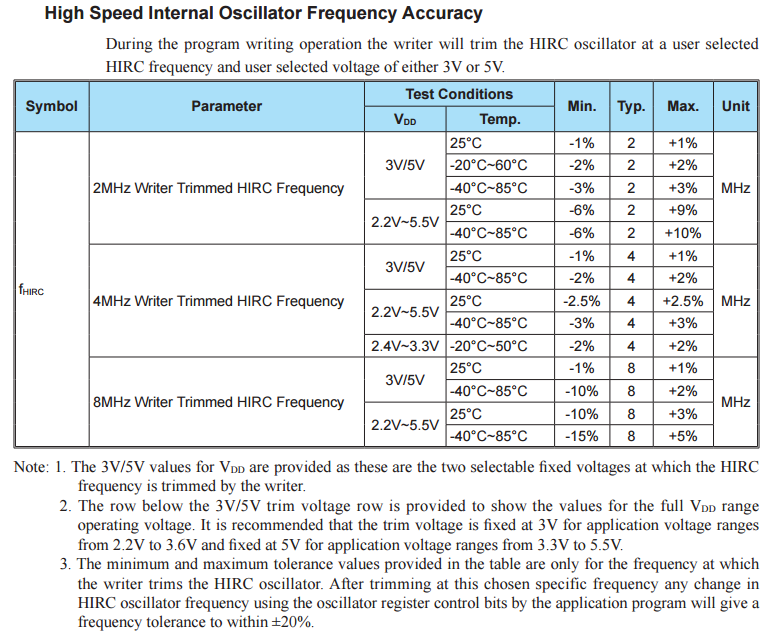 High Speed Internal Oscillator Frequency Accuracy
During the program writing operation the writer will trim the HIRC oscillator at a user selected
HIRC frequency and user selected voltage of either 3V or 5V.
Symbol Parameter Test Conditions Min. Typ. Max. Unit
VDD Temp.
fHIRC
2MHz Writer Trimmed HIRC Frequency
3V/5V
25°C -1% 2 +1%
-20°C~60°C -2% 2 +2%
-40°C~85°C -3% 2 +3%
2.2V~5.5V
25°C -6% 2 +9%
-40°C~85°C -6% 2 +10%
MHz
4MHz Writer Trimmed HIRC Frequency
3V/5V
25°C -1% 4 +1%
-40°C~85°C -2% 4 +2%
2.2V~5.5V
25°C -2.5% 4 +2.5%
-40°C~85°C -3% 4 +3%
2.4V~3.3V -20°C~50°C -2% 4 +2%
MHz
8MHz Writer Trimmed HIRC Frequency
3V/5V
25°C -1% 8 +1%
-40°C~85°C -10% 8 +2%
2.2V~5.5V
25°C -10% 8 +3%
-40°C~85°C -15% 8 +5%
MHz
Note: 1. The 3V/5V values for VDD are provided as these are the two selectable fixed voltages at which the HIRC
frequency is trimmed by the writer.
2. The row below the 3V/5V trim voltage row is provided to show the values for the full VDD range
operating voltage. It is recommended that the trim voltage is fixed at 3V for application voltage ranges
from 2.2V to 3.6V and fixed at 5V for application voltage ranges from 3.3V to 5.5V.
3. The minimum and maximum tolerance values provided in the table are only for the frequency at which
the writer trims the HIRC oscillator. After trimming at this chosen specific frequency any change in
HIRC oscillator frequency using the oscillator register control bits by the application program will give a
frequency tolerance to within ±20%.